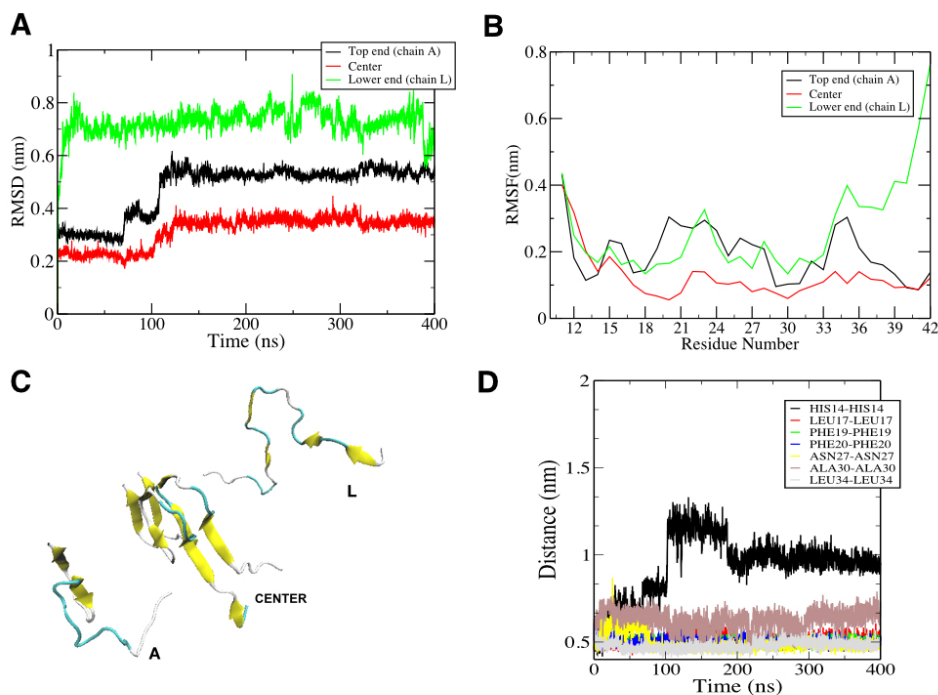 A
1
0.8
0.6
0.4
0.2
0
RMSD (nm)
0 100 200 300 400
Time (ns)
Top end (chain A)
Center
Lower end (chain L)
B
0.8
0.6
0.4
0.2
0
RMSF(nm)
12 15 18 21 24 27 30 33 36 39 42
Residue Number
Top end (chain A)
Center
Lower end (chain L)
C
L
CENTER
A
D
2
1.5
1
0.5
Distance (nm)
0 100 200 300 400
Time (ns)
HIS14-HIS14
LEU17-LEU17
PHE19-PHE19
PHE20-PHE20
ASN27-ASN27
ALA30-ALA30
LEU34-LEU34